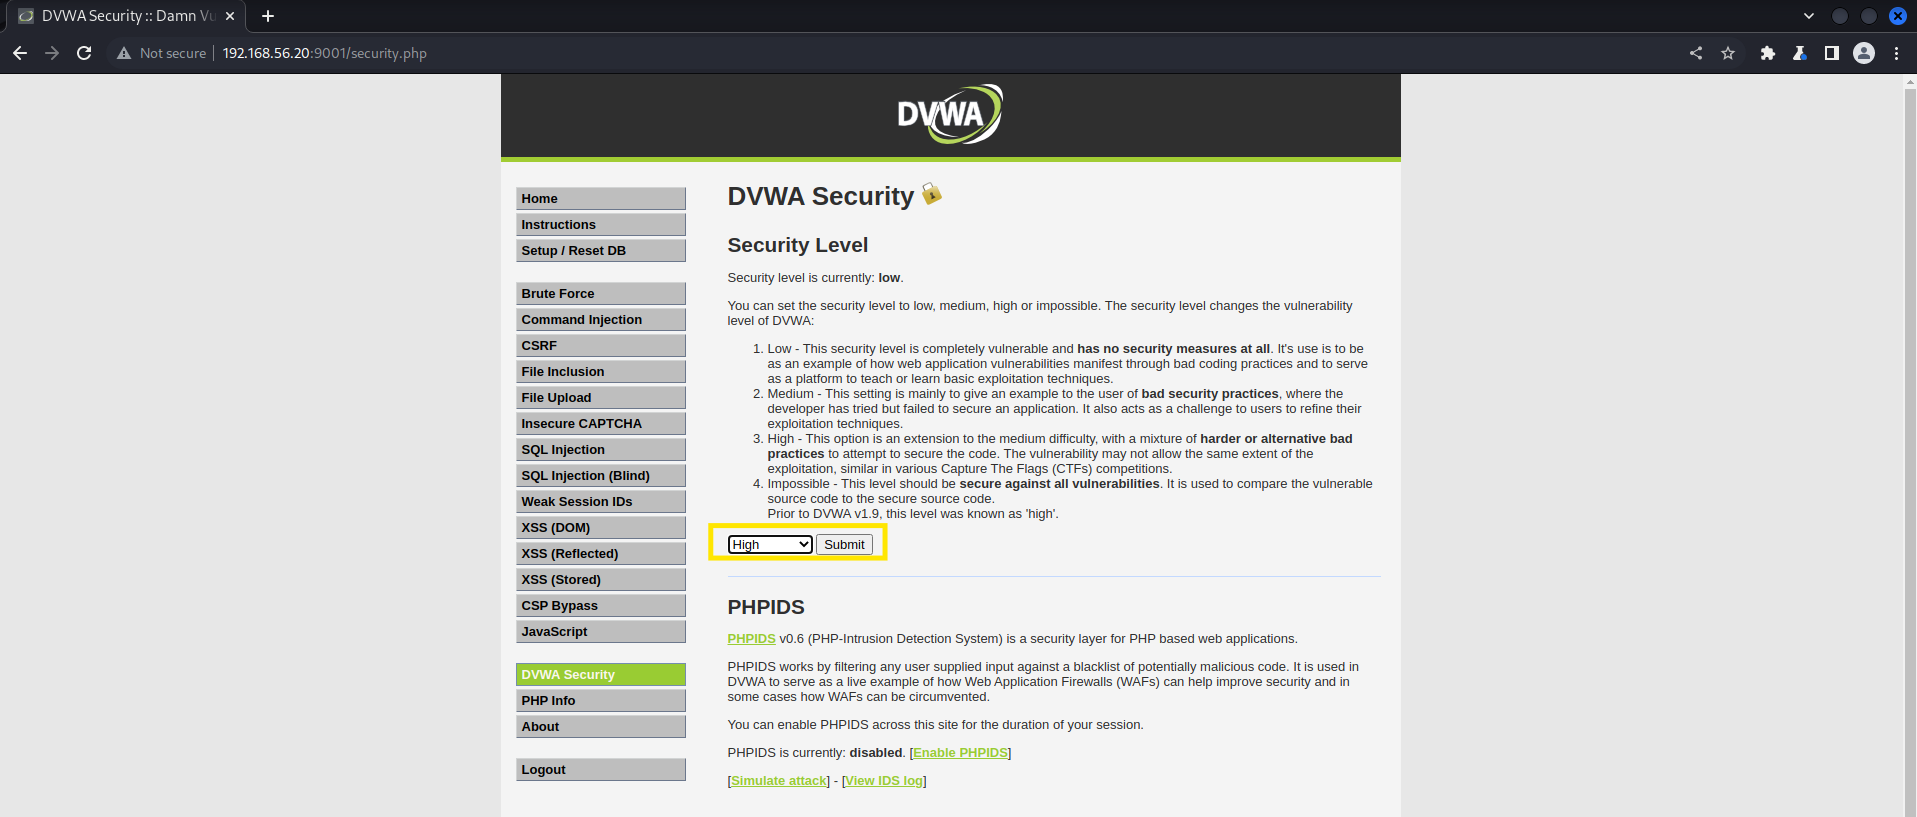 DVWA Security :: Damn Vu
Not secure
192.168.56.20:9001/security.php
DVWA
Home
Instructions
Setup / Reset DB
Brute Force
Command Injection
CSRF
File Inclusion
File Upload
Insecure CAPTCHA
SQL Injection
SQL Injection (Blind)
Weak Session IDs
XSS (DOM)
XSS (Reflected)
XSS (Stored)
CSP Bypass
JavaScript
DVWA Security
PHP Info
About
Logout
DVWA Security
Security Level
Security level is currently: low.
You can set the security level to low, medium, high or impossible. The security level changes the vulnerability
level of DVWA:
1. Low - This security level is completely vulnerable and has no security measures at all. It's use is to be
as an example of how web application vulnerabilities manifest through bad coding practices and to serve
as a platform to teach or learn basic exploitation techniques.
2. Medium - This setting is mainly to give an example to the user of bad security practices, where the
developer has tried but failed to secure an application. It also acts as a challenge to users to refine their
exploitation techniques.
3. High - This option is an extension to the medium difficulty, with a mixture of harder or alternative bad
practices to attempt to secure the code. The vulnerability may not allow the same extent of the
exploitation, similar in various Capture The Flags (CTFs) competitions.
4. Impossible - This level should be secure against all vulnerabilities. It is used to compare the vulnerable
source code to the secure source code.
Prior to DVWA v1.9, this level was known as 'high'.
High Submit
PHPIDS
PHPIDS v0.6 (PHP-Intrusion Detection System) is a security layer for PHP based web applications.
PHPIDS works by filtering any user supplied input against a blacklist of potentially malicious code. It is used in
DVWA to serve as a live example of how Web Application Firewalls (WAFs) can help improve security and in
some cases how WAFs can be circumvented.
You can enable PHPIDS across this site for the duration of your session.
PHPIDS is currently: disabled. [Enable PHPIDS]
[Simulate attack] - [View IDS log]